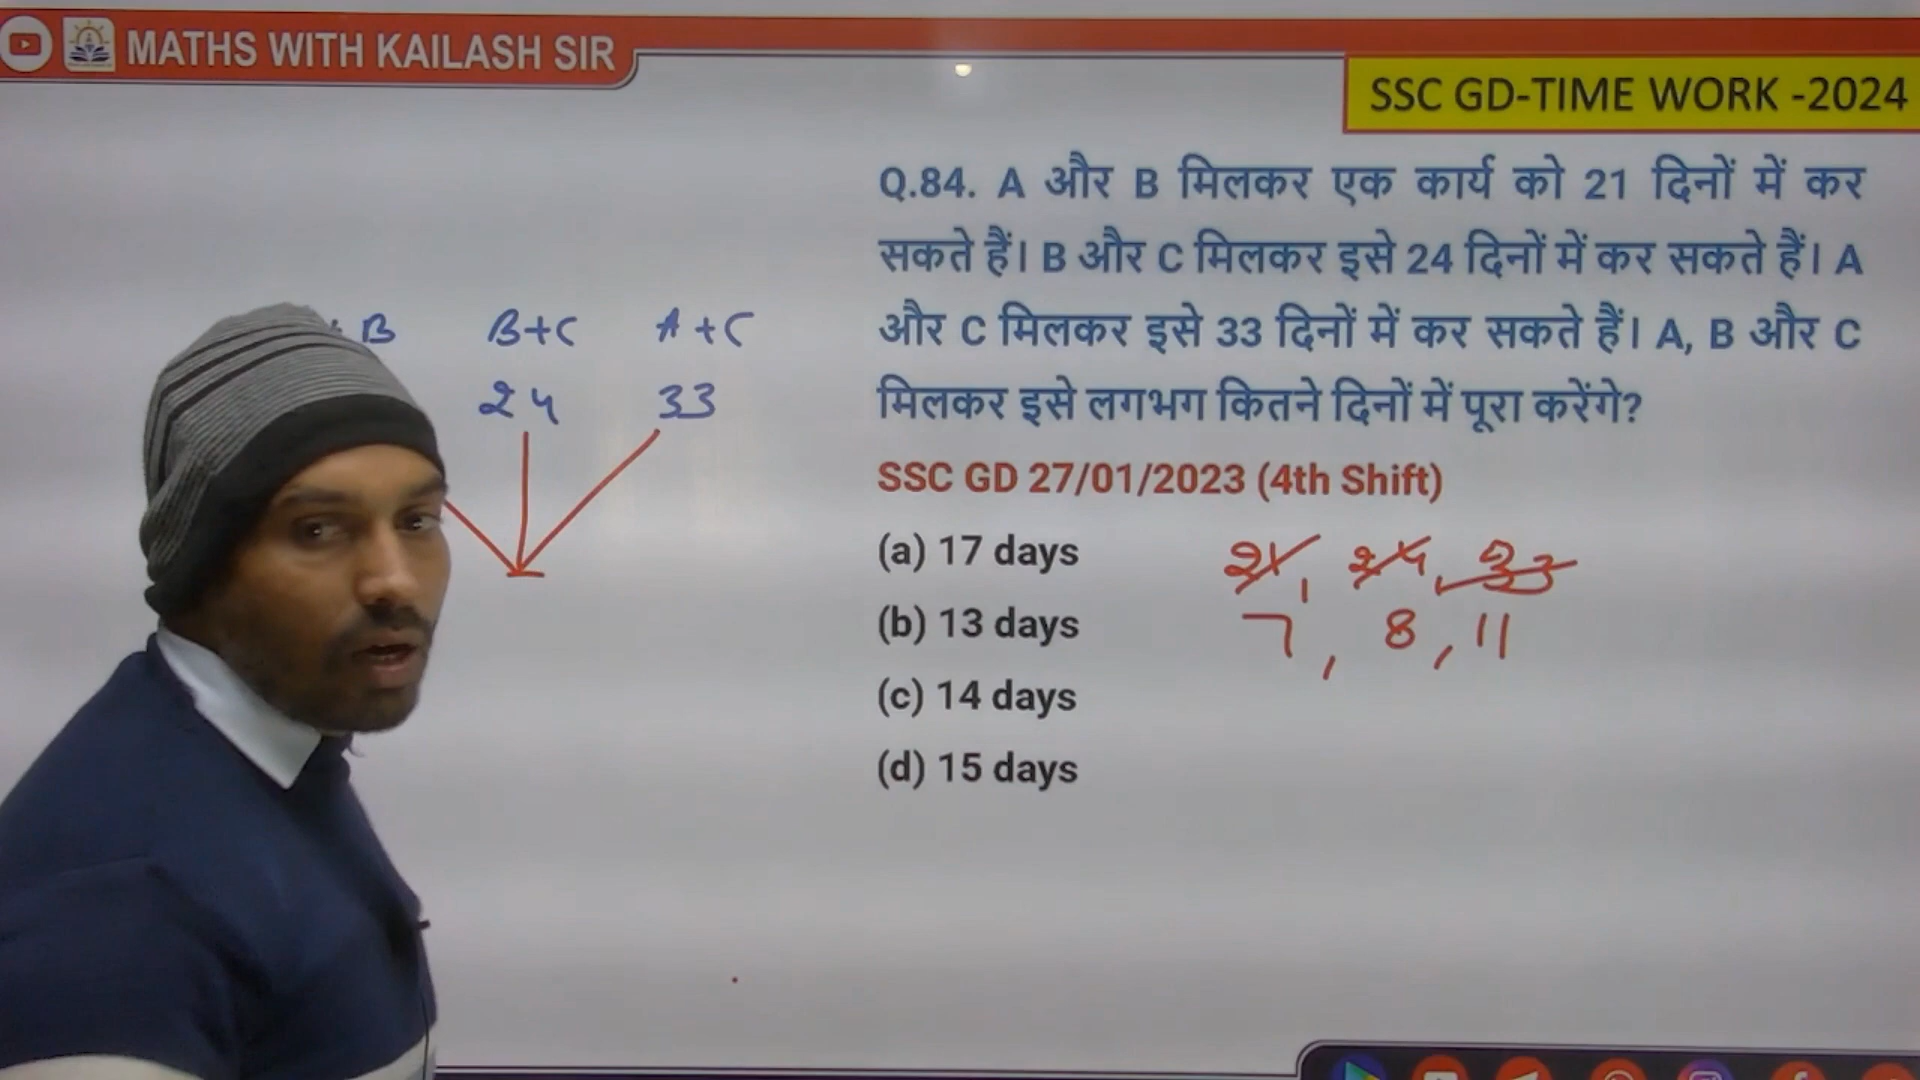 MATHS WITH KAILASH SIR
SSC GD-TIME WORK -2024
Q.84. A और B मिलकर एक कार्य को 21 दिनों में कर
सकते हैं। B और C मिलकर इसे 24 दिनों में कर सकते हैं। A
और C मिलकर इसे 33 दिनों में कर सकते हैं। A, B और C
मिलकर इसे लगभग कितने दिनों में पूरा करेंगे?
SSC GD 27/01/2023 (4th Shift)
(a) 17 days
(b) 13 days
(c) 14 days
(d) 15 days
+B B+C A+C
24 33
21, 24, 33
7, 8, 11